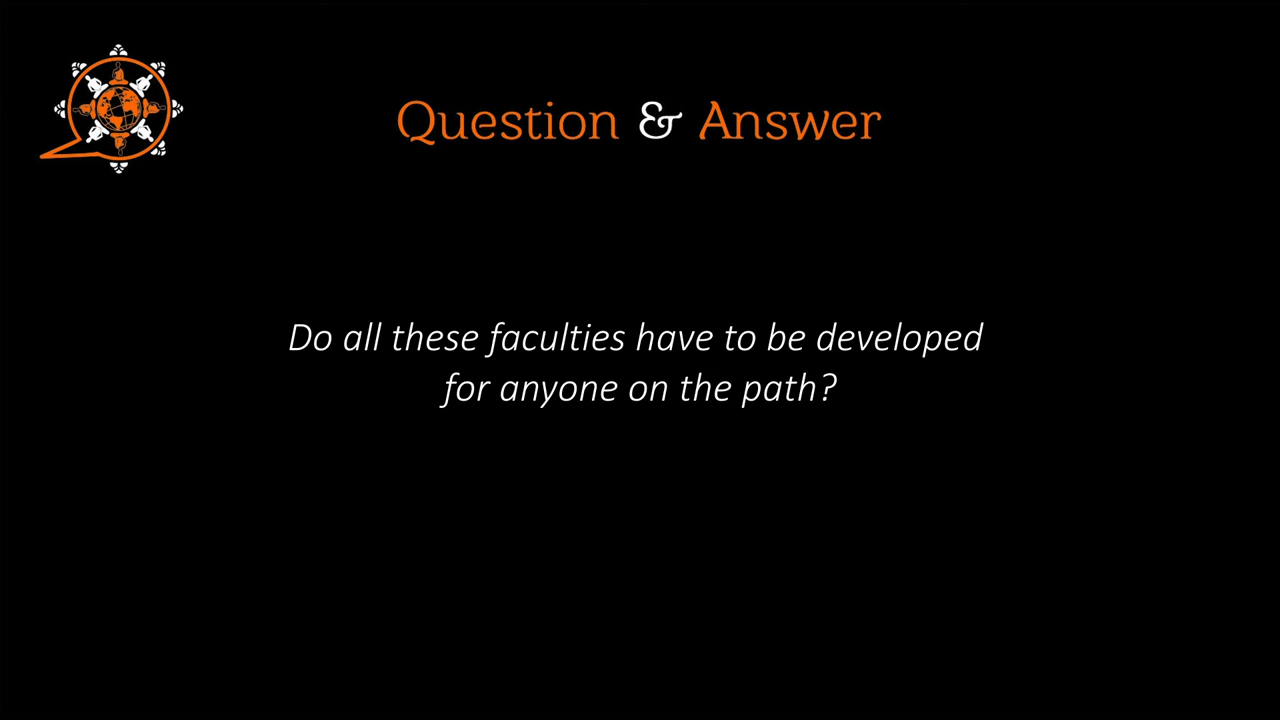 Question & Answer
Do all these faculties have to be developed
for anyone on the path?